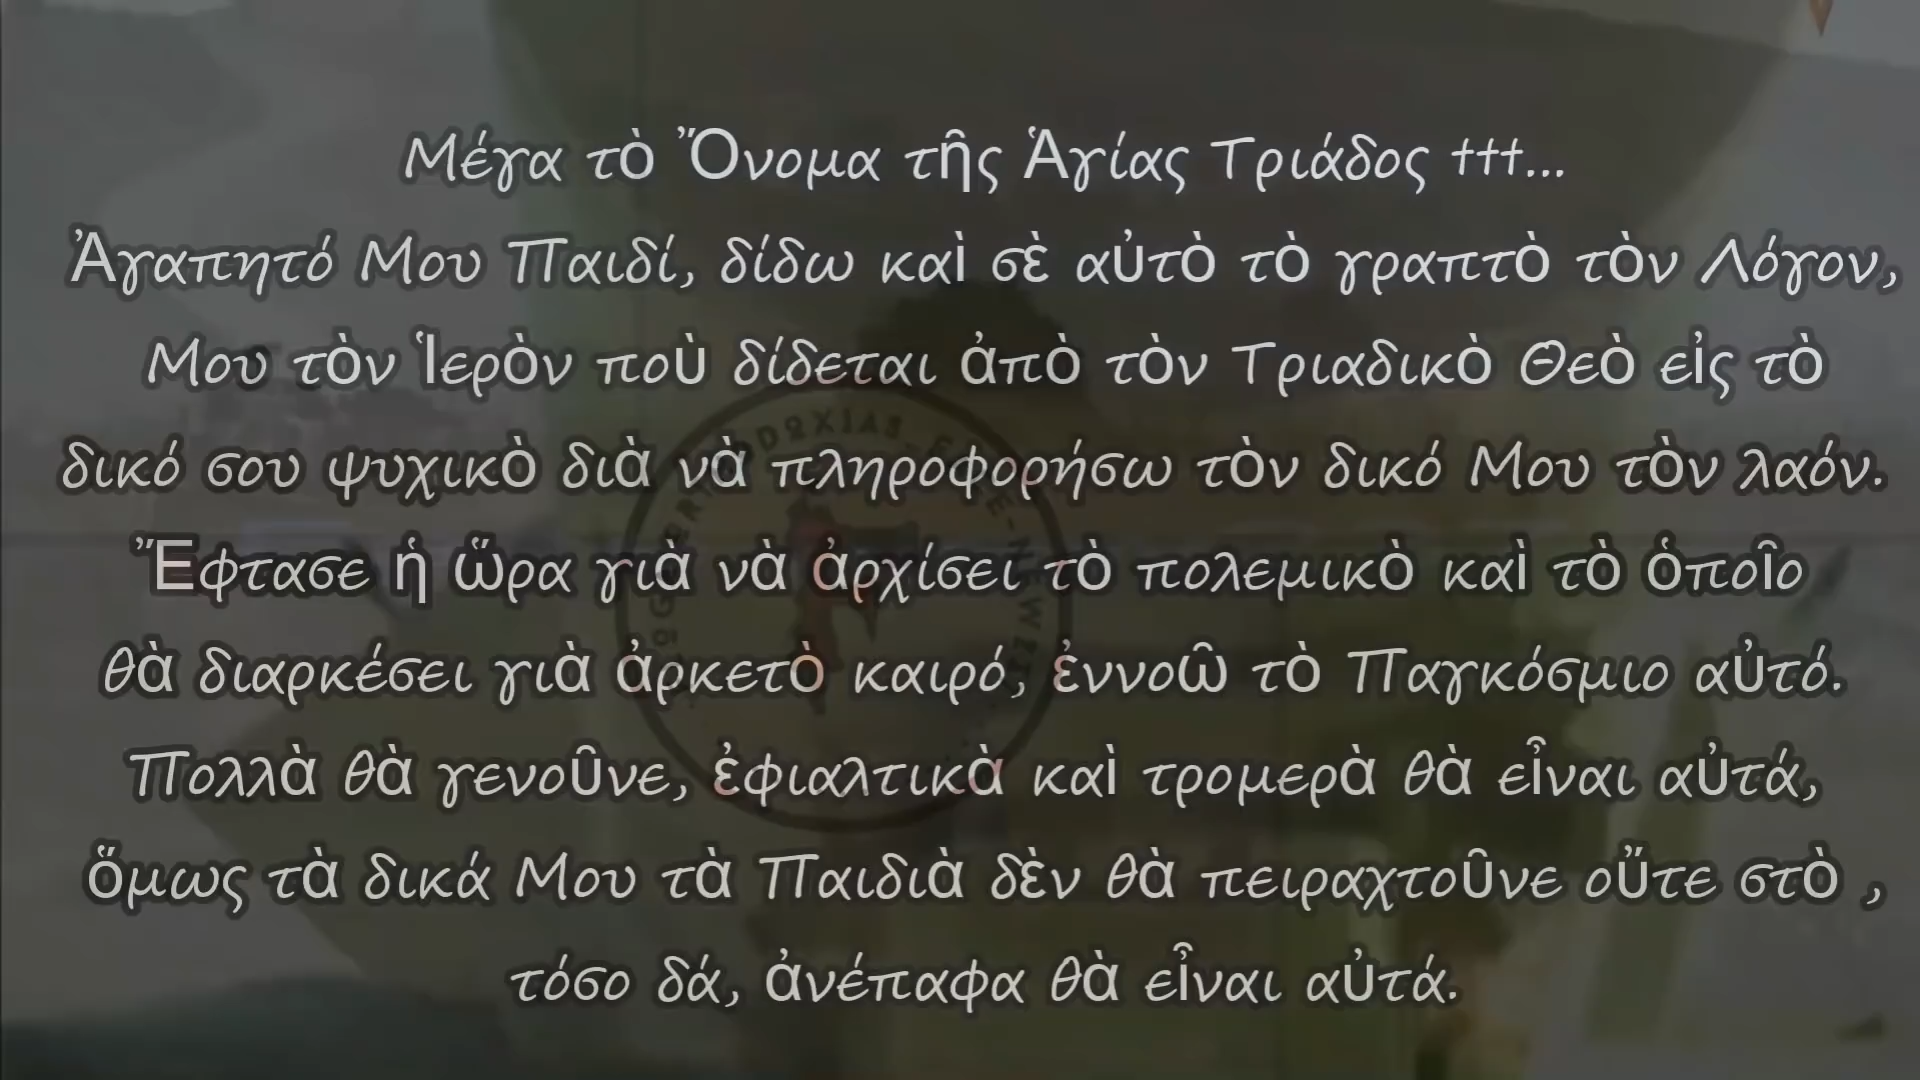 Μέγα τὸ Ὄνομα τῆς Ἁγίας Τριάδος †††...
Ἀγαπητό Μου Παιδί, δίδω καὶ σὲ αὐτὸ τὸ γραπτὸ τὸν Λόγον,
Μου τὸν Ἱερὸν ποὺ δίδεται ἀπὸ τὸν Τριαδικὸ Θεὸ εἰς τὸ
δικό σου ψυχικὸ διὰ νὰ πληροφορήσω τὸν δικό Μου τὸν λαόν.
Ἔφτασε ἡ ὥρα γιὰ νὰ ἀρχίσει τὸ πολεμικὸ καὶ τὸ ὁποῖο
θὰ διαρκέσει γιὰ ἀρκετὸ καιρό, ἐννοῶ τὸ Παγκόσμιο αὐτό.
Πολλὰ θὰ γενοῦνε, ἐφιαλτικὰ καὶ τρομερὰ θὰ εἶναι αὐτά,
ὅμως τὰ δικά Μου τὰ Παιδιὰ δὲν θὰ πειραχτοῦνε οὔτε στὸ ,
τόσο δά, ἀνέπαφα θὰ εἶναι αὐτά.